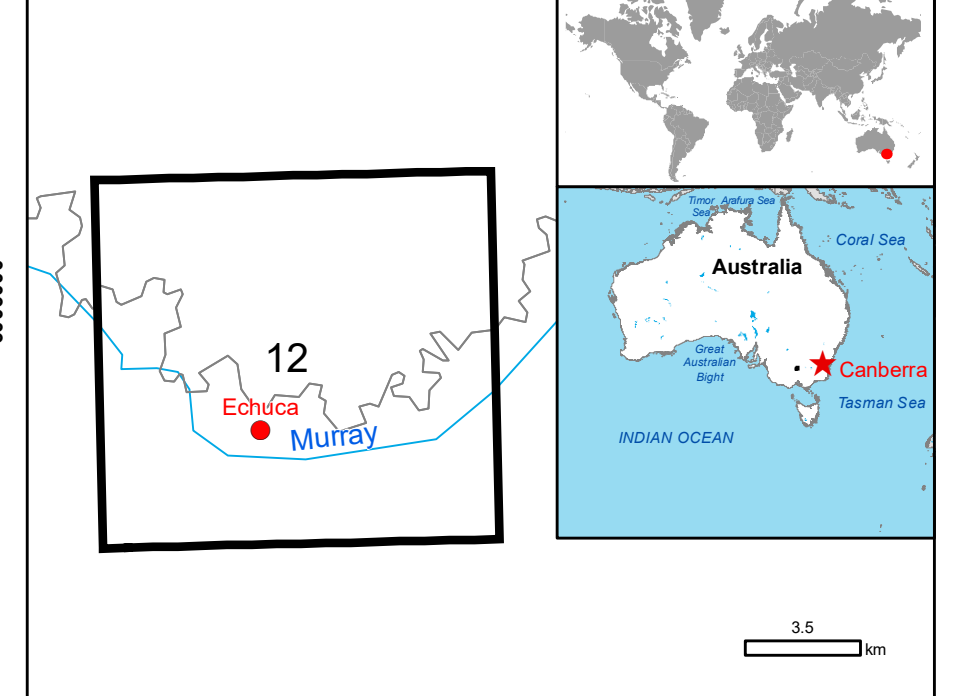 Timor Arafura Sea
Sea
Coral Sea
Australia
Great
Australian
Bight
Canberra
Tasman Sea
INDIAN OCEAN
12
Echuca
Murray
3.5
km